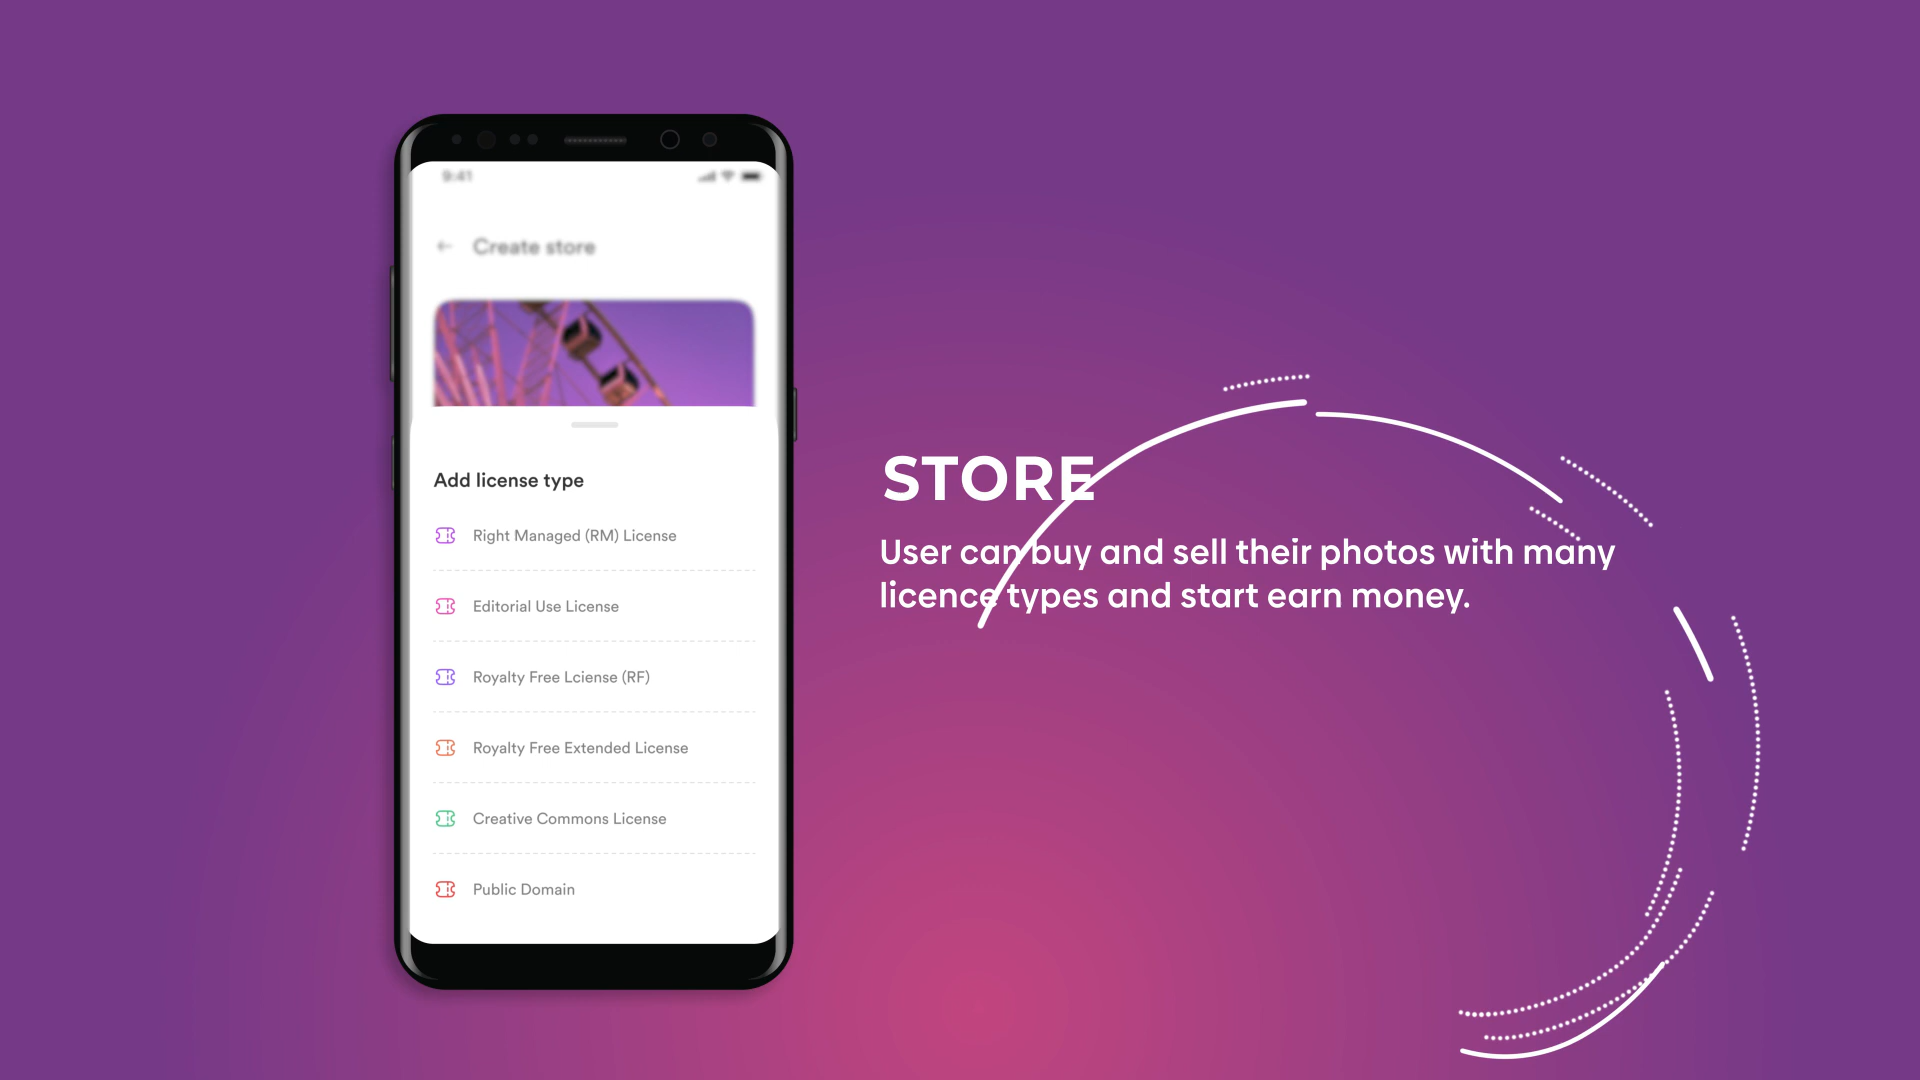 9:41
Create store
Add license type
Right Managed (RM) License
Editorial Use License
Royalty Free Lciense (RF)
Royalty Free Extended License
Creative Commons License
Public Domain
STORE
User can buy and sell their photos with many
licence types and start earn money.